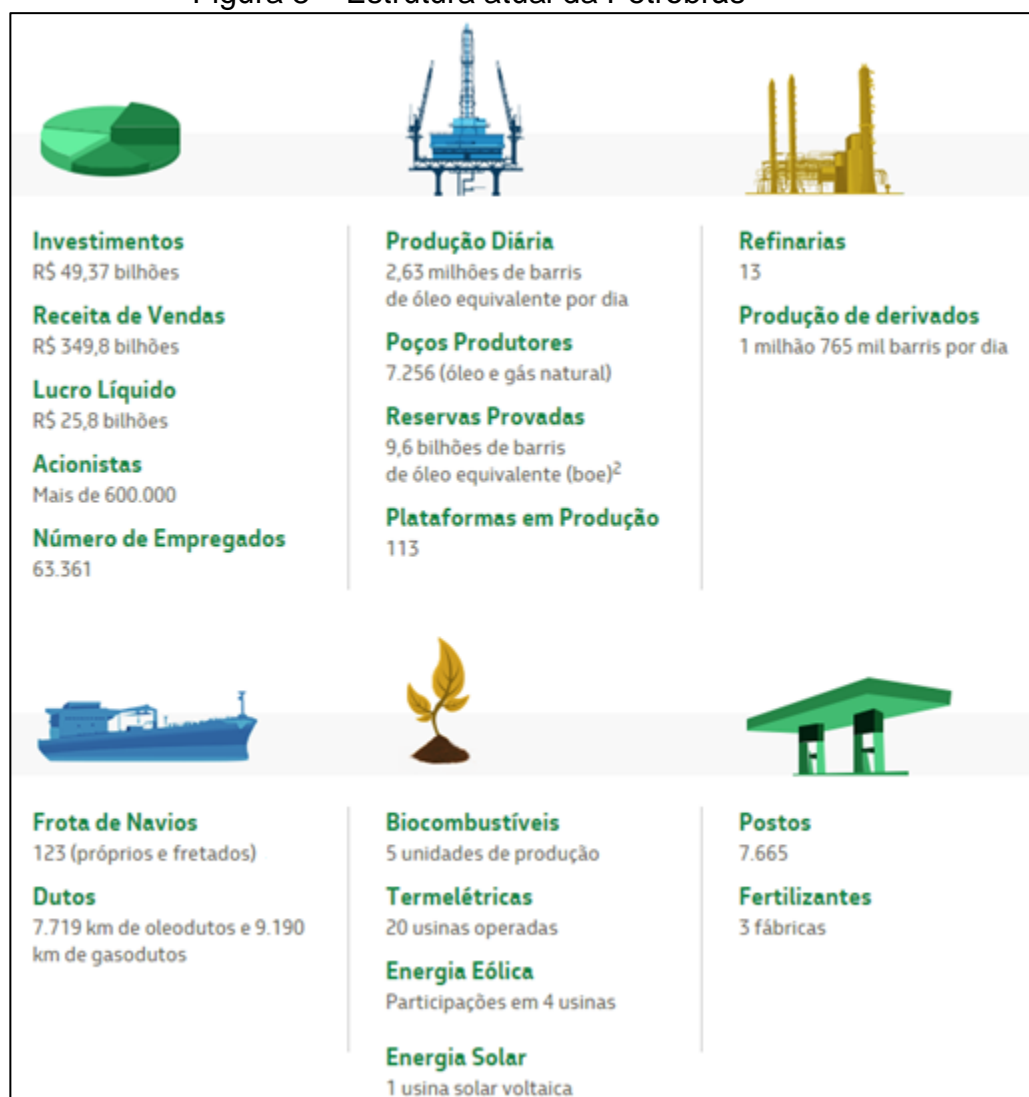 Estrutura atual da Petrobras
Investimentos
R$ 49,37 bilhões
Receita de Vendas
R$ 349,8 bilhões
Lucro Líquido
R$ 25,8 bilhões
Acionistas
Mais de 600.000
Número de Empregados
63.361
Produção Diária
2,63 milhões de barris
de óleo equivalente por dia
Poços Produtores
7.256 (óleo e gás natural)
Reservas Provadas
9,6 bilhões de barris
de óleo equivalente (boe)²
Plataformas em Produção
113
Refinarias
13
Produção de derivados
1 milhão 765 mil barris por dia
Frota de Navios
123 (próprios e fretados)
Dutos
7.719 km de oleodutos e 9.190
km de gasodutos
Biocombustíveis
5 unidades de produção
Termelétricas
20 usinas operadas
Energia Eólica
Participações em 4 usinas
Energia Solar
1 usina solar voltaica
Postos
7.665
Fertilizantes
3 fábricas